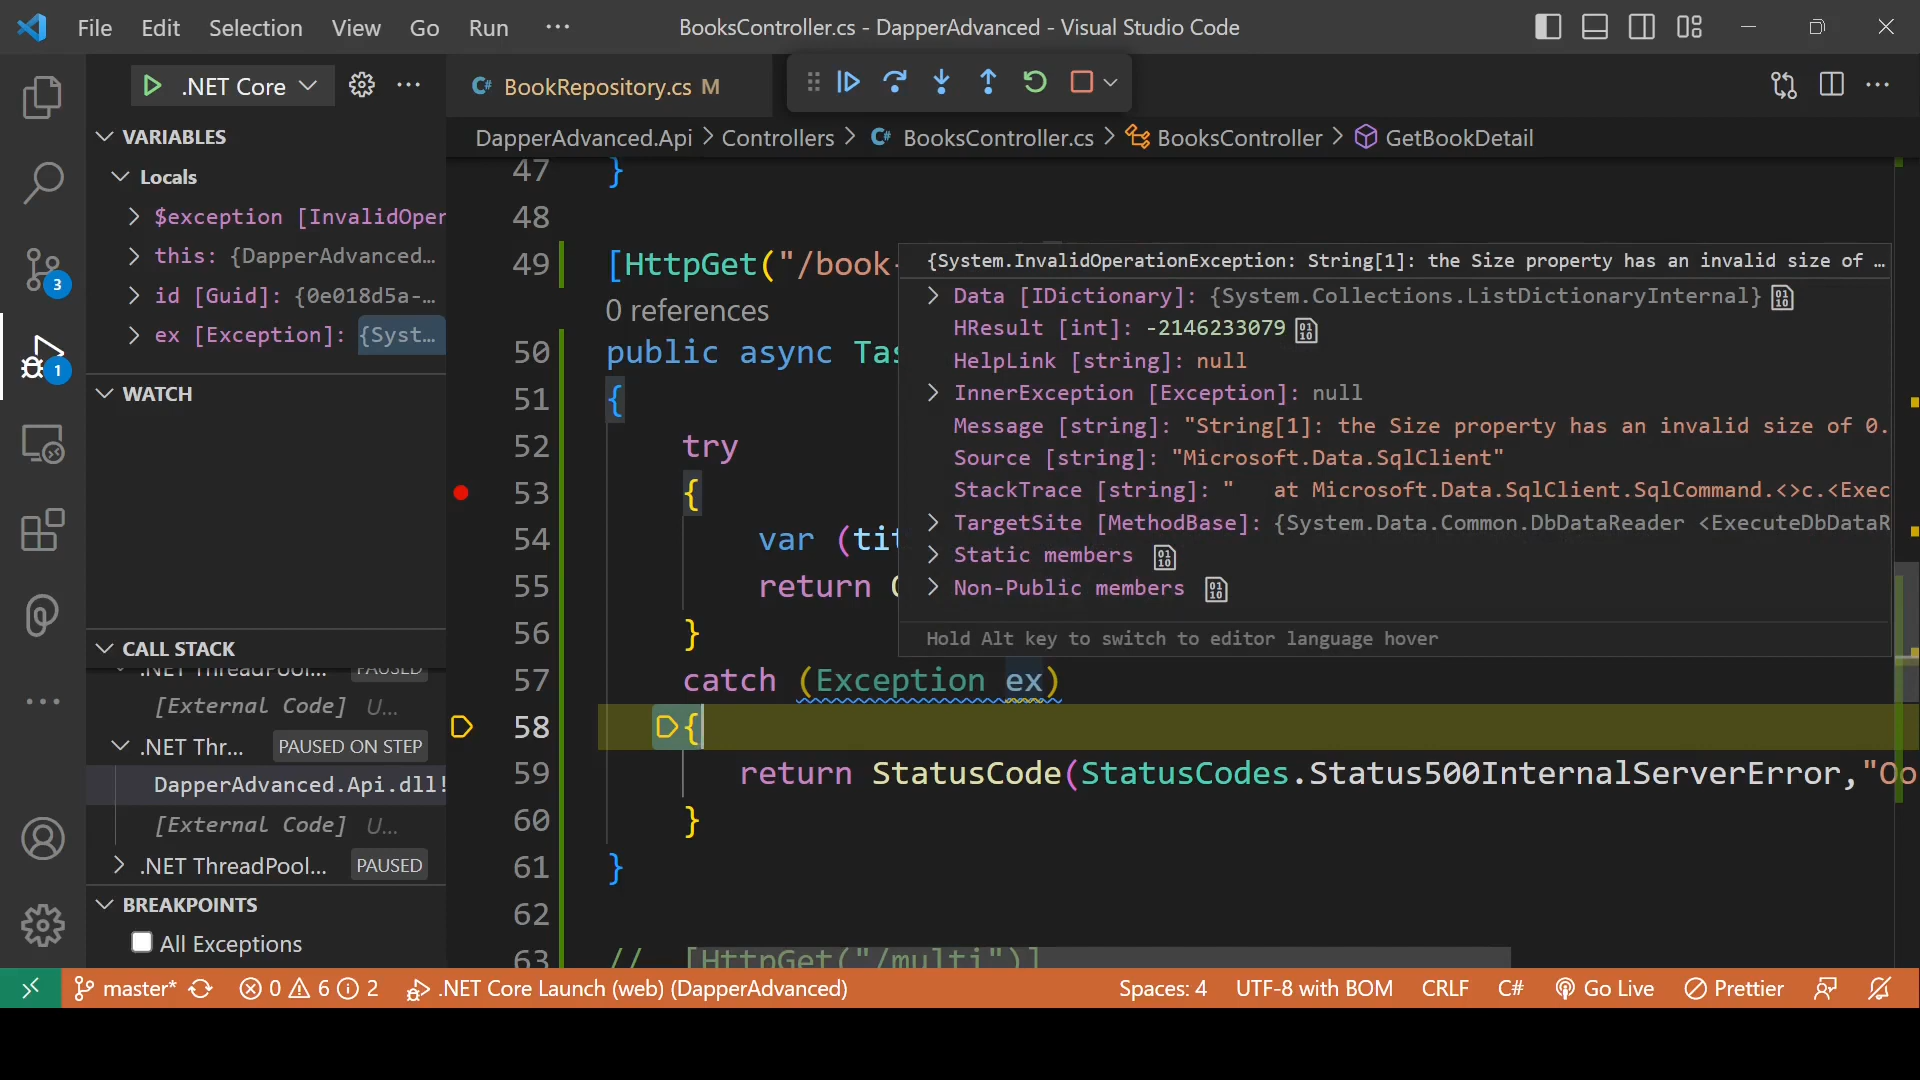 File Edit Selection View Go Run ··· BooksController.cs - DapperAdvanced - Visual Studio Code
.NET Core
BookRepository.cs M
DapperAdvanced.Api > Controllers > BooksController.cs > BooksController > GetBookDetail
VARIABLES
Locals
$exception [InvalidOper
this: {DapperAdvanced…
id [Guid]: {0e018d5a-…
ex [Exception]: {Syst…
WATCH
CALL STACK
.NET ThreadPool... PAUSED
[External Code] U...
.NET Thr... PAUSED ON STEP
DapperAdvanced.Api.dll!
[External Code] U...
.NET ThreadPool... PAUSED
BREAKPOINTS
All Exceptions
3
1
47 }
48
49 [HttpGet("/book-
0 references
50 public async Tas
51 {
52 try
53 {
54 var (tit
55 return
56 }
57 catch (Exception ex)
58 {
59 return StatusCode(StatusCodes.Status500InternalServerError,"Oo
60 }
61 }
62
63 // [HttpGet("/multi")]
{System.InvalidOperationException: String[1]: the Size property has an invalid size of …
Data [IDictionary]: {System.Collections.ListDictionaryInternal}
HResult [int]: -2146233079
HelpLink [string]: null
InnerException [Exception]: null
Message [string]: "String[1]: the Size property has an invalid size of 0.
Source [string]: "Microsoft.Data.SqlClient"
StackTrace [string]: "   at Microsoft.Data.SqlClient.SqlCommand.<>c.<Exec
TargetSite [MethodBase]: {System.Data.Common.DbDataReader <ExecuteDbDataR
Static members
Non-Public members
Hold Alt key to switch to editor language hover
master* 0 6 2 .NET Core Launch (web) (DapperAdvanced) Spaces: 4 UTF-8 with BOM CRLF C# Go Live Prettier